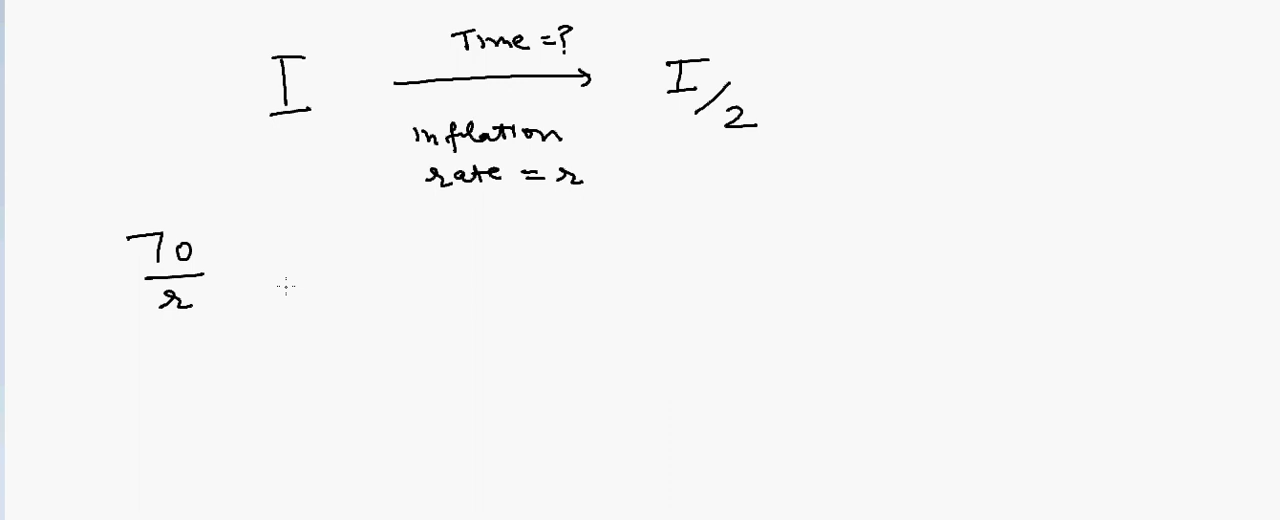 Time = ?
I → I/2
inflation
rate = r
70
r